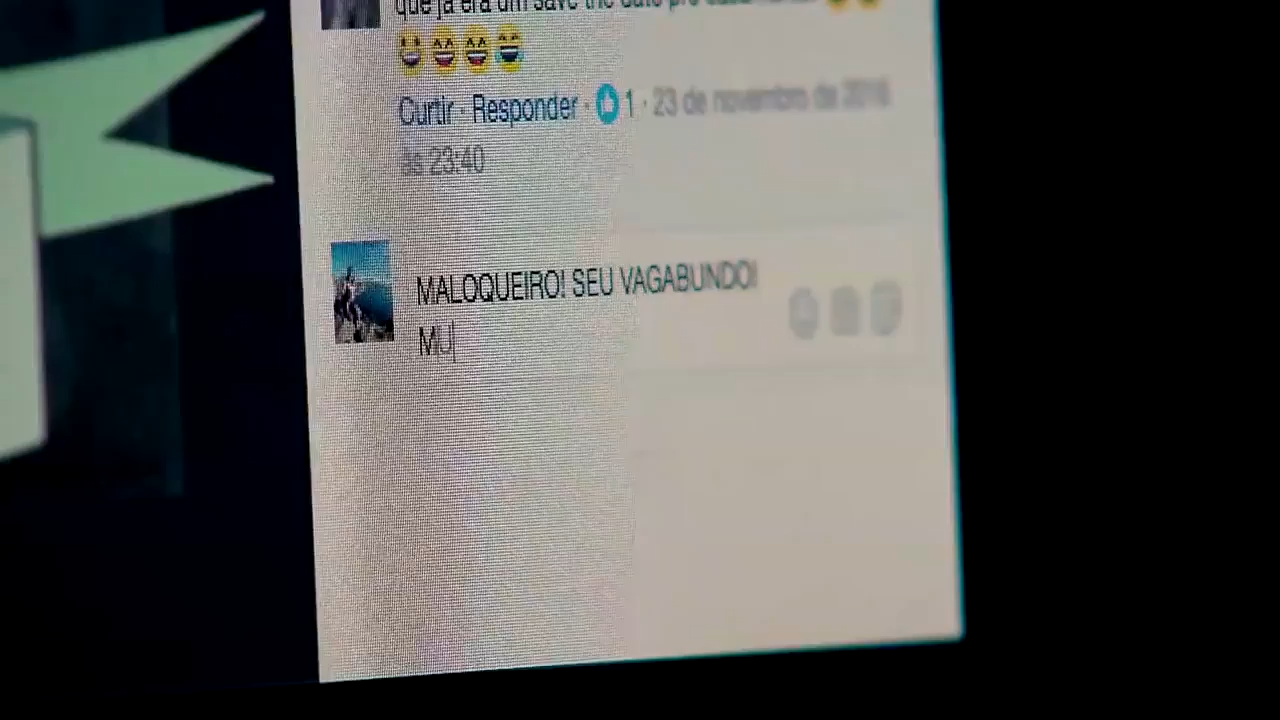 que já era um save the date pro
Curtir · Responder · 1 · 23 de novembro de 2016
às 23:40
MALOQUEIRO! SEU VAGABUNDO!
MU